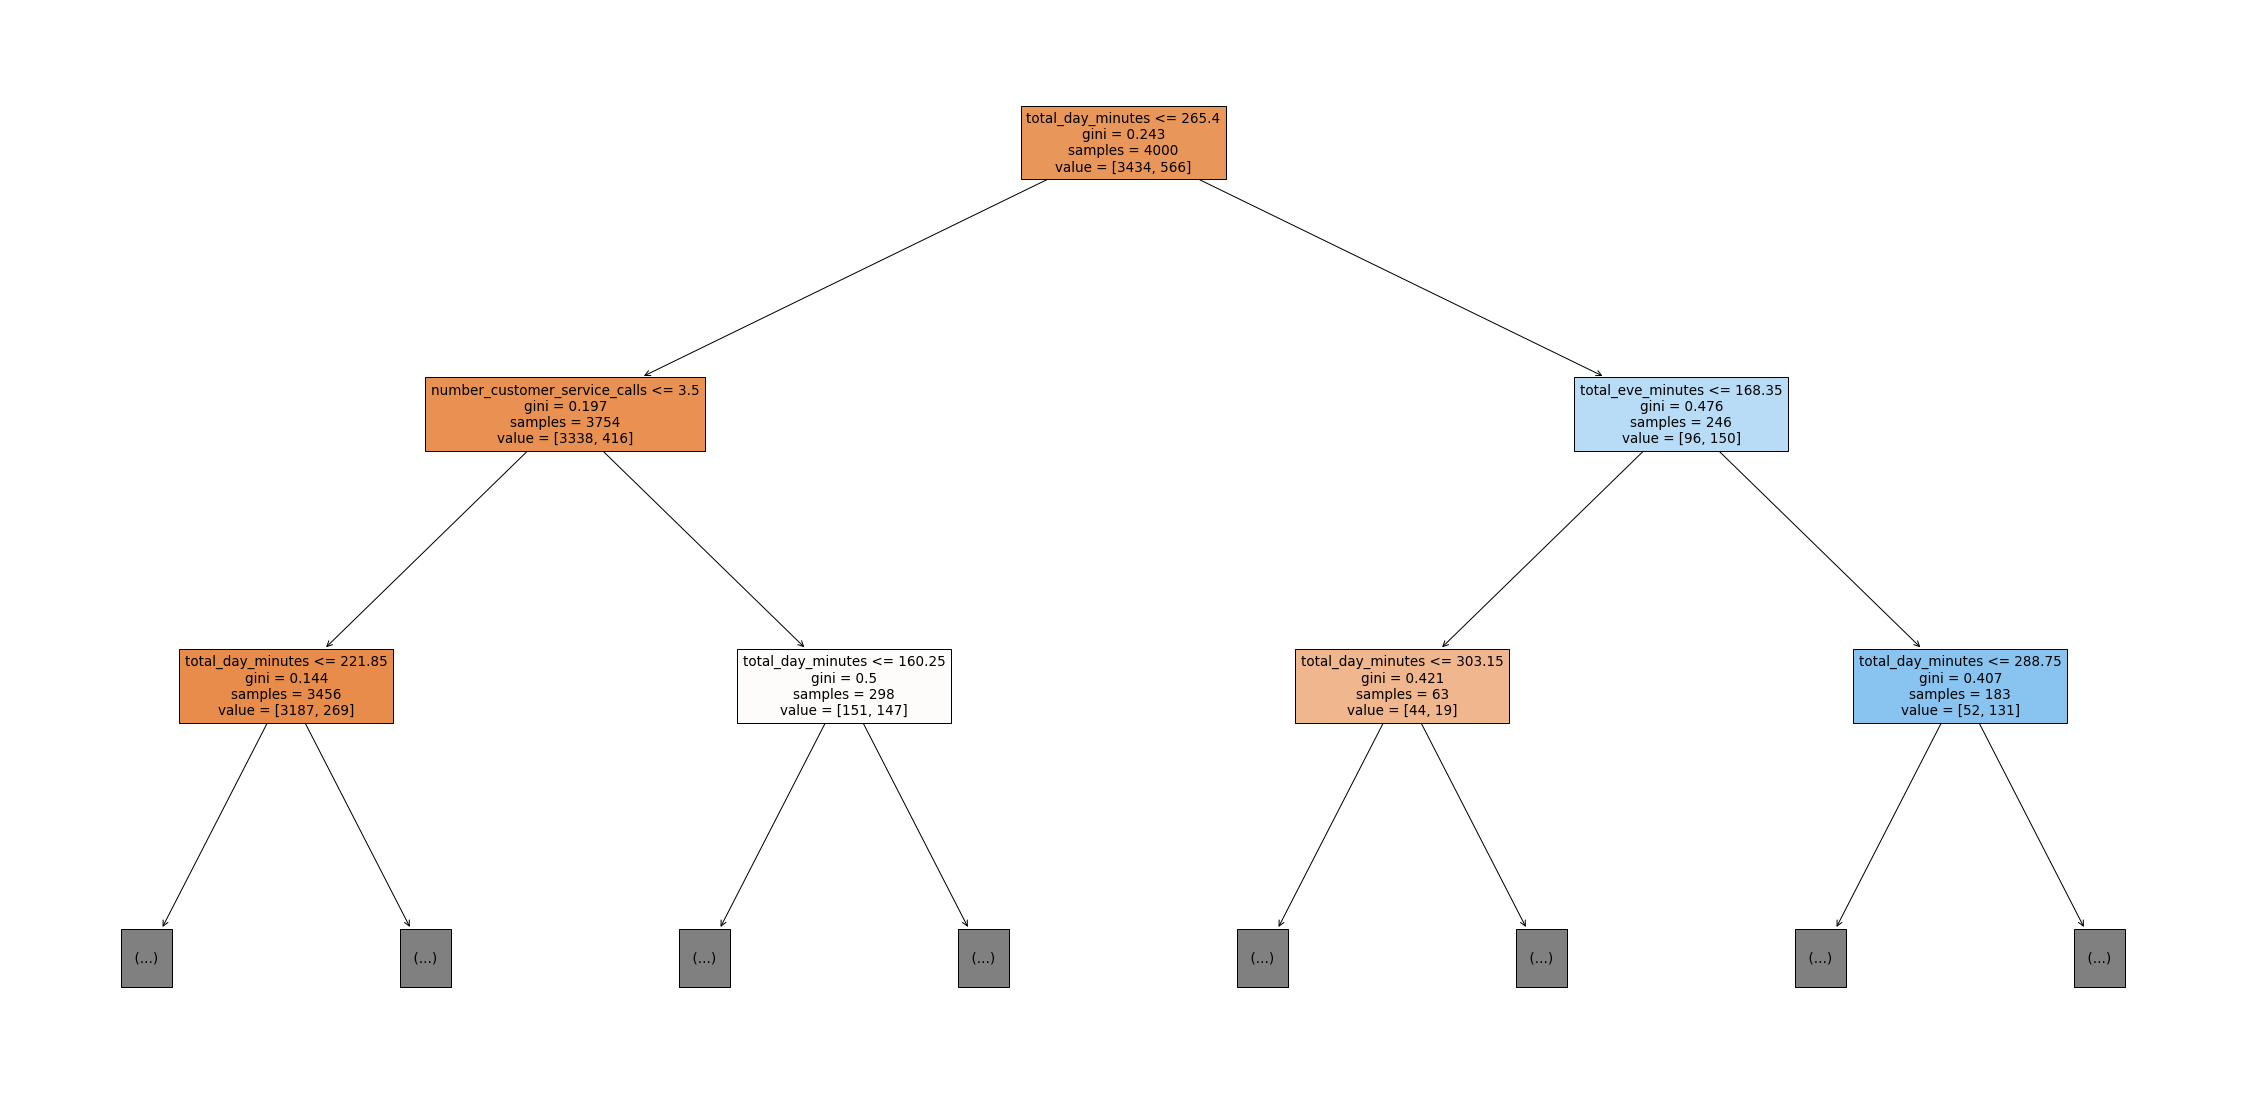 total_day_minutes <= 265.4
gini = 0.243
samples = 4000
value = [3434, 566]
number_customer_service_calls <= 3.5
gini = 0.197
samples = 3754
value = [3338, 416]
total_eve_minutes <= 168.35
gini = 0.476
samples = 246
value = [96, 150]
total_day_minutes <= 221.85
gini = 0.144
samples = 3456
value = [3187, 269]
total_day_minutes <= 160.25
gini = 0.5
samples = 298
value = [151, 147]
total_day_minutes <= 303.15
gini = 0.421
samples = 63
value = [44, 19]
total_day_minutes <= 288.75
gini = 0.407
samples = 183
value = [52, 131]
(...)
(...)
(...)
(...)
(...)
(...)
(...)
(...)